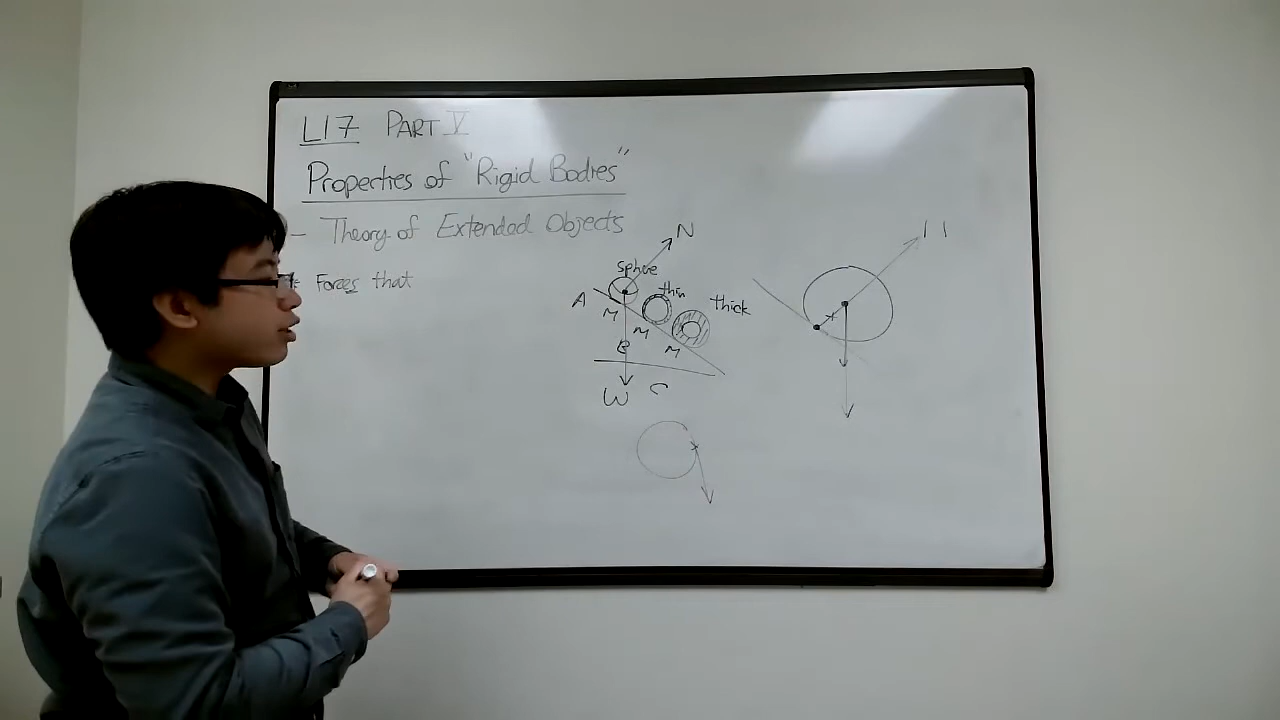 L17 PART V
Properties of "Rigid Bodies"
- Theory of Extended Objects
Forces that
N
sphere
thin
thick
A
M
M
M
B
W
C